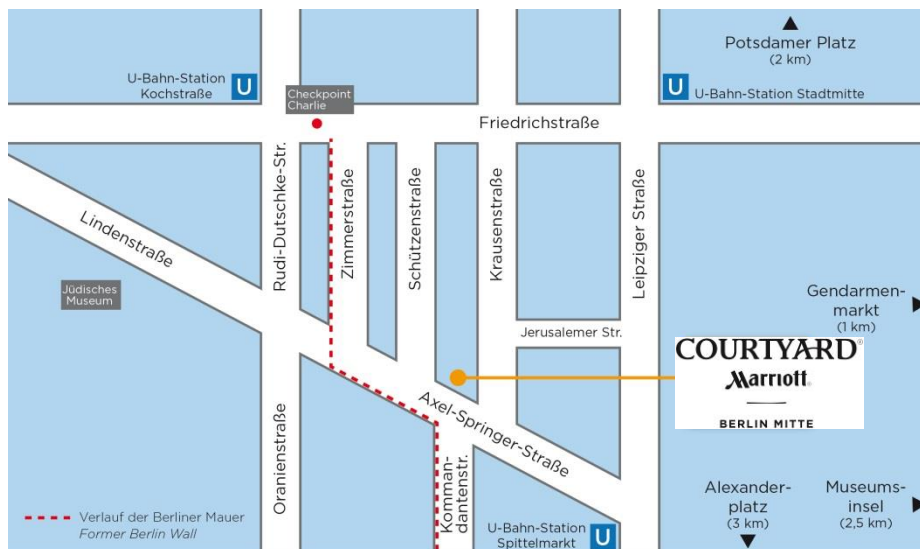 Potsdamer Platz
(2 km)
U-Bahn-Station
Kochstraße
U
Checkpoint
Charlie
U
U-Bahn-Station Stadtmitte
Friedrichstraße
Lindenstraße
Rudi-Dutschke-Str.
Zimmerstraße
Schützenstraße
Krausenstraße
Leipziger Straße
Jüdisches
Museum
Gendarmen-
markt
(1 km)
Jerusalemer Str.
COURTYARD®
Marriott®
BERLIN MITTE
Axel-Springer-Straße
Oranienstraße
Komman-
dantenstr.
Alexander-
platz
(3 km)
Museums-
insel
(2,5 km)
Verlauf der Berliner Mauer
Former Berlin Wall
U-Bahn-Station
Spittelmarkt
U